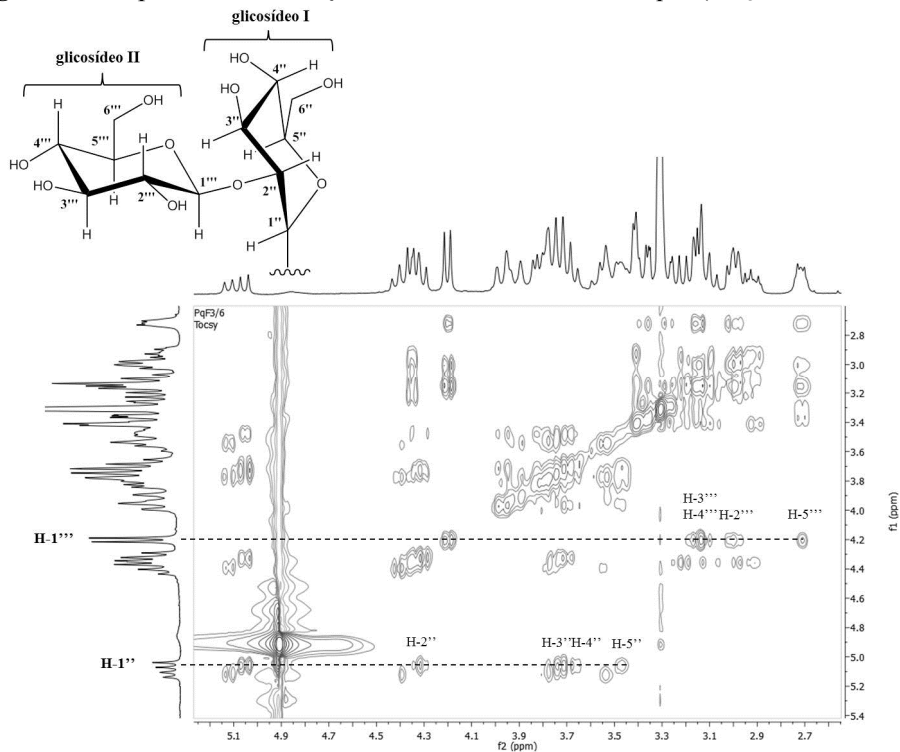 glicosídeo I
glicosídeo II
HO
4''
H
HO
OH
6''
3''
H
5''
H
H
2''
O
1''
H
H
6'''
OH
4'''
5'''
H
O
HO
HO
3'''
H
2'''
OH
1'''
O
H
H
PqF3/6
Tocsy
H-3'''
H-4'''
H-2'''
H-5'''
H-1'''
H-2''
H-3''
H-4''
H-5''
H-1''
2.8
3.0
3.2
3.4
3.6
3.8
4.0
4.2
4.4
4.6
4.8
5.0
5.2
5.4
f1 (ppm)
5.1 4.9 4.7 4.5 4.3 4.1 3.9 3.7 3.5 3.3 3.1 2.9 2.7
f2 (ppm)